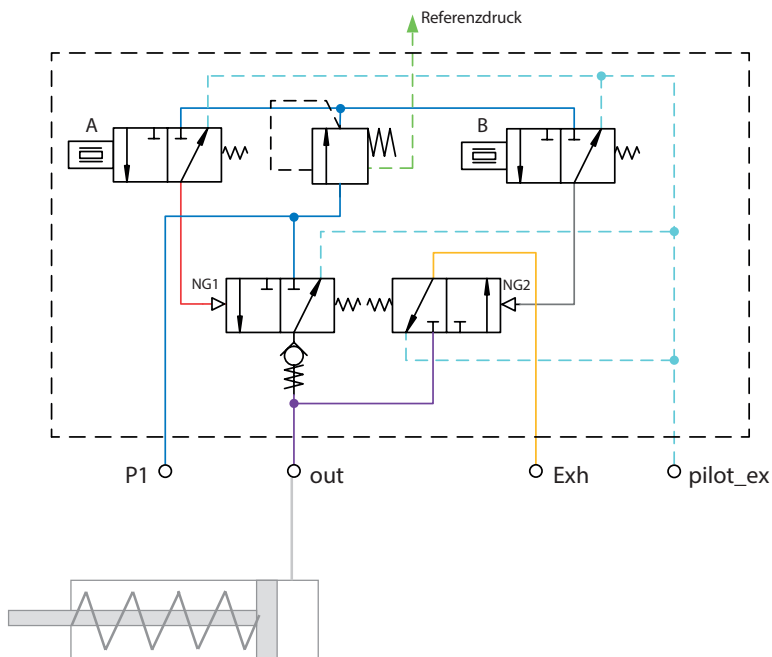 Referenzdruck
A
B
NG1
NG2
P1
out
Exh
pilot_ex